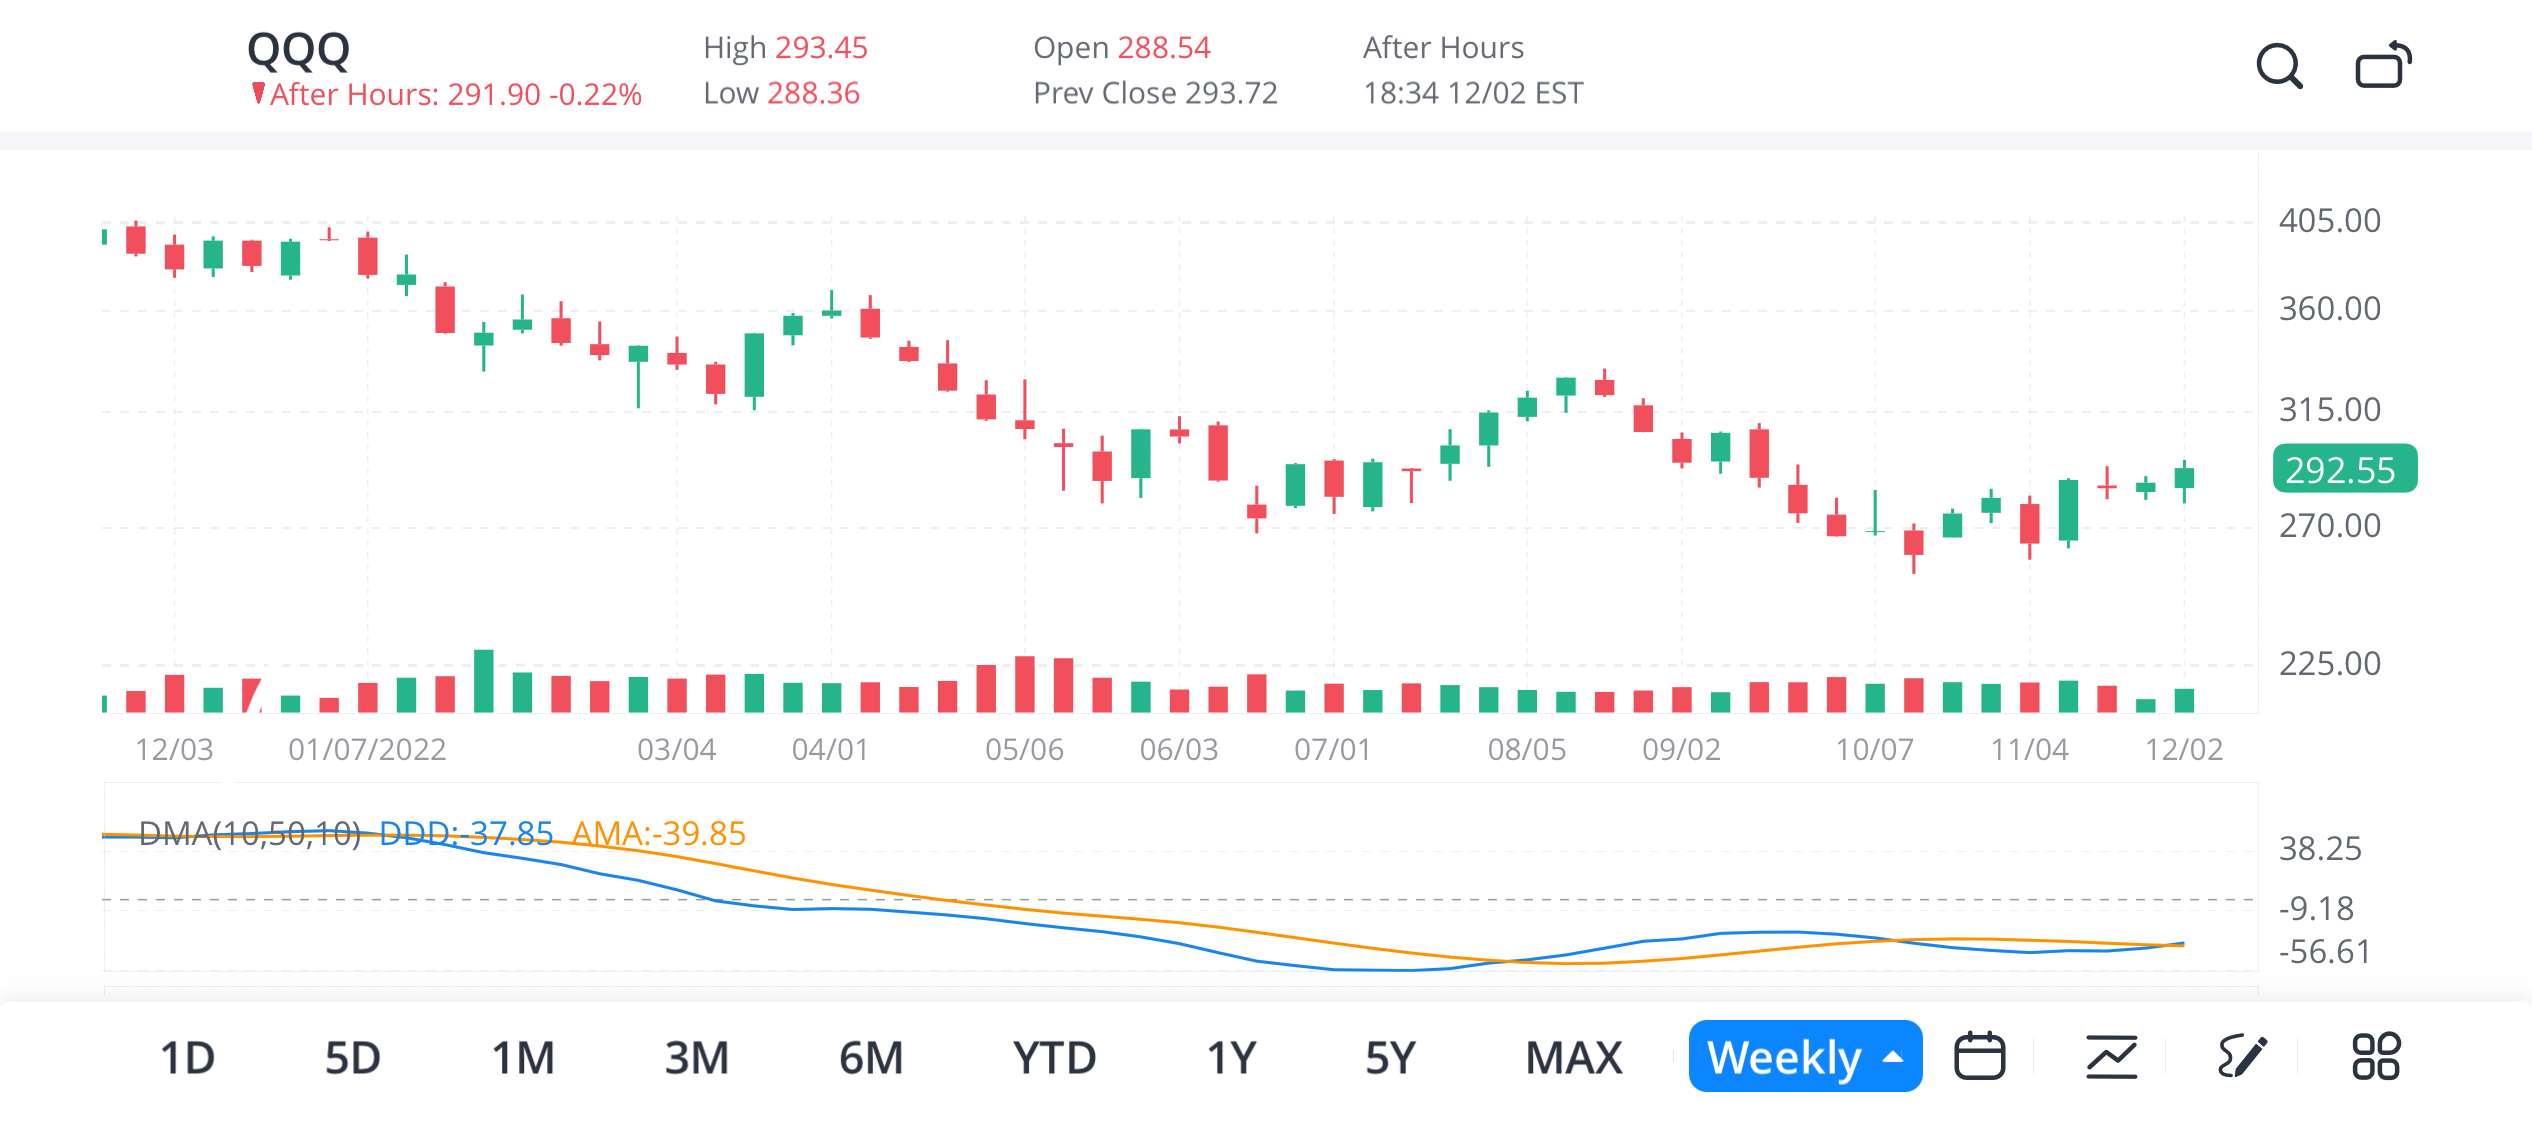 QQQ
After Hours: 291.90 -0.22%
High 293.45
Low 288.36
Open 288.54
Prev Close 293.72
After Hours
18:34 12/02 EST
405.00
360.00
315.00
292.55
270.00
225.00
12/03 01/07/2022 03/04 04/01 05/06 06/03 07/01 08/05 09/02 10/07 11/04 12/02
DMA(10,50,10) DDD:-37.85 AMA:-39.85
38.25
-9.18
-56.61
1D 5D 1M 3M 6M YTD 1Y 5Y MAX Weekly